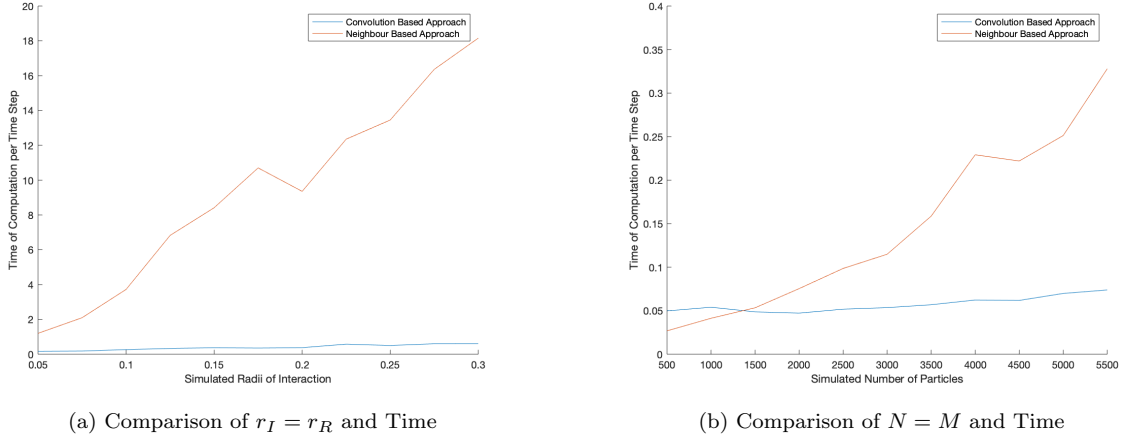 20
18
16
14
12
10
8
6
4
2
0
Time of Computation per Time Step
Convolution Based Approach
Neighbour Based Approach
0.05 0.1 0.15 0.2 0.25 0.3
Simulated Radii of Interaction
(a) Comparison of r_I = r_R and Time
0.4
0.35
0.3
0.25
0.2
0.15
0.1
0.05
0
Time of Computation per Time Step
Convolution Based Approach
Neighbour Based Approach
500 1000 1500 2000 2500 3000 3500 4000 4500 5000 5500
Simulated Number of Particles
(b) Comparison of N = M and Time